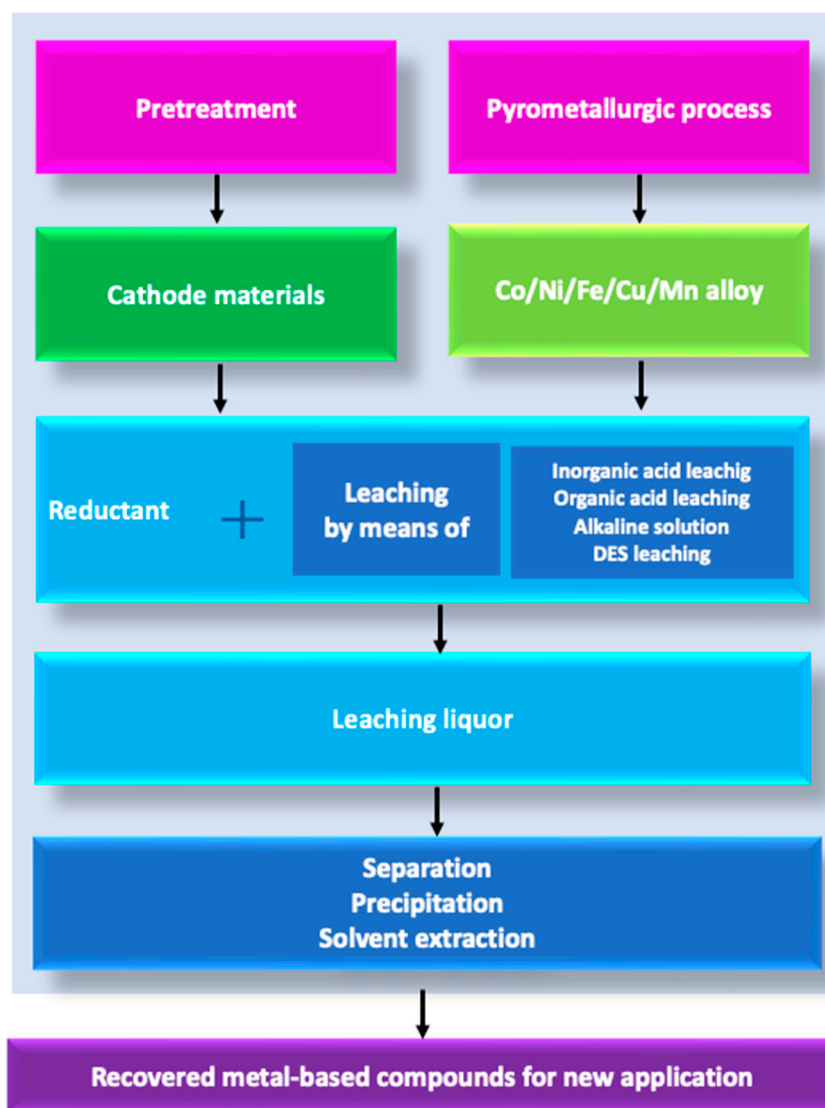 Pretreatment
Pyrometallurgic process
Cathode materials
Co/Ni/Fe/Cu/Mn alloy
Reductant
+
Leaching
by means of
Inorganic acid leachig
Organic acid leaching
Alkaline solution
DES leaching
Leaching liquor
Separation
Precipitation
Solvent extraction
Recovered metal-based compounds for new application